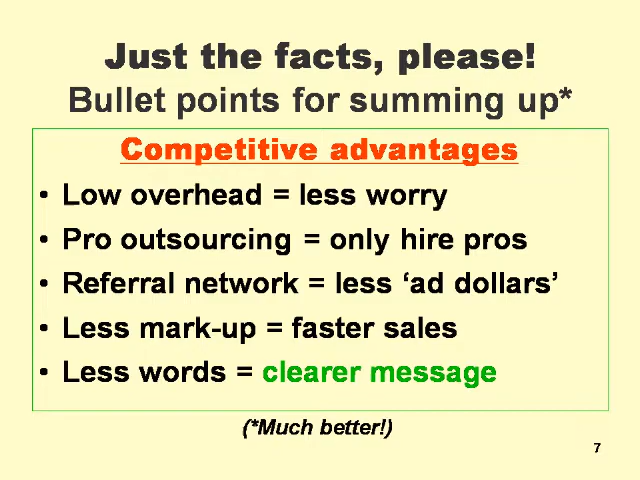 Just the facts, please!
Bullet points for summing up*
Competitive advantages
• Low overhead = less worry
• Pro outsourcing = only hire pros
• Referral network = less ‘ad dollars’
• Less mark-up = faster sales
• Less words = clearer message
(*Much better!)
7